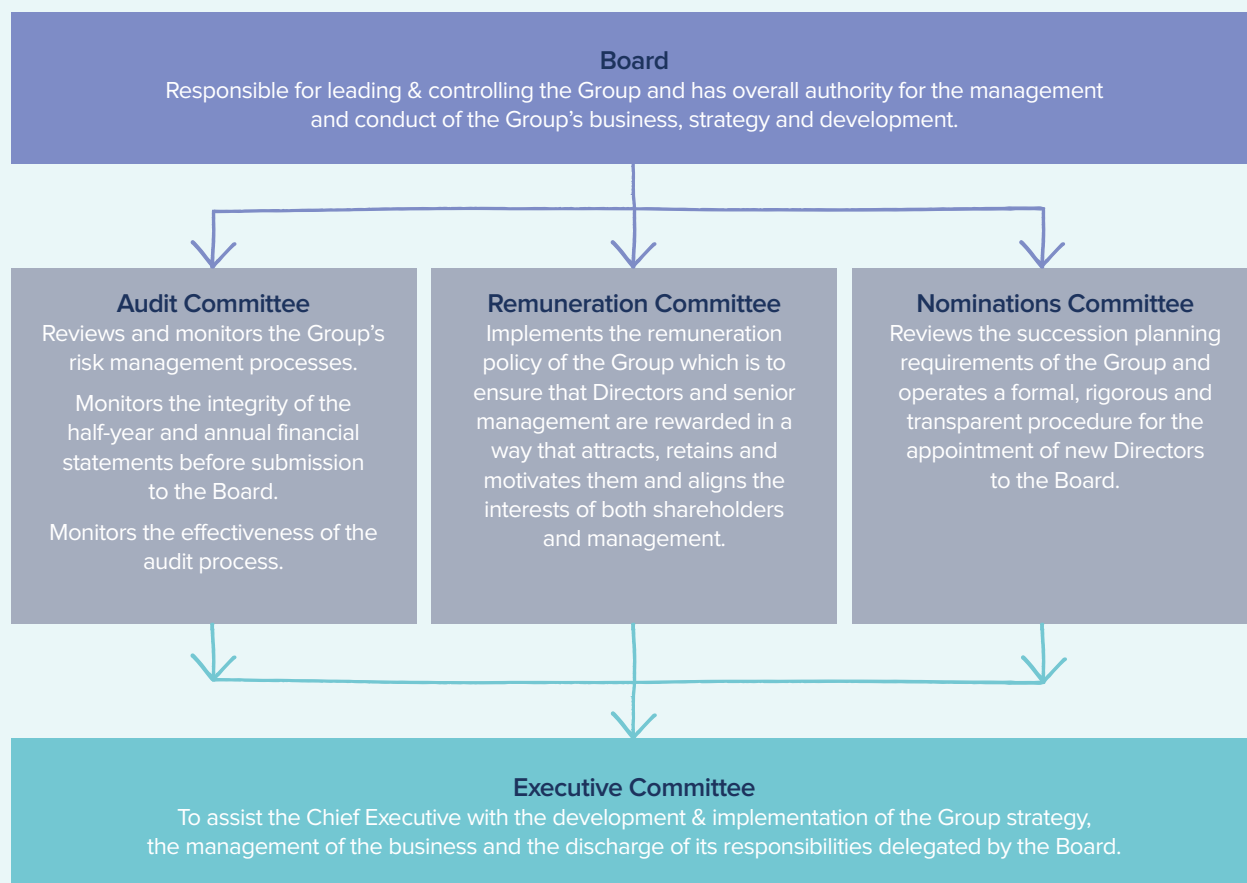 Board
Responsible for leading & controlling the Group and has overall authority for the management
and conduct of the Group’s business, strategy and development.
Audit Committee
Reviews and monitors the Group’s
risk management processes.
Monitors the integrity of the
half-year and annual financial
statements before submission
to the Board.
Monitors the effectiveness of the
audit process.
Remuneration Committee
Implements the remuneration
policy of the Group which is to
ensure that Directors and senior
management are rewarded in a
way that attracts, retains and
motivates them and aligns the
interests of both shareholders
and management.
Nominations Committee
Reviews the succession planning
requirements of the Group and
operates a formal, rigorous and
transparent procedure for the
appointment of new Directors
to the Board.
Executive Committee
To assist the Chief Executive with the development & implementation of the Group strategy,
the management of the business and the discharge of its responsibilities delegated by the Board.